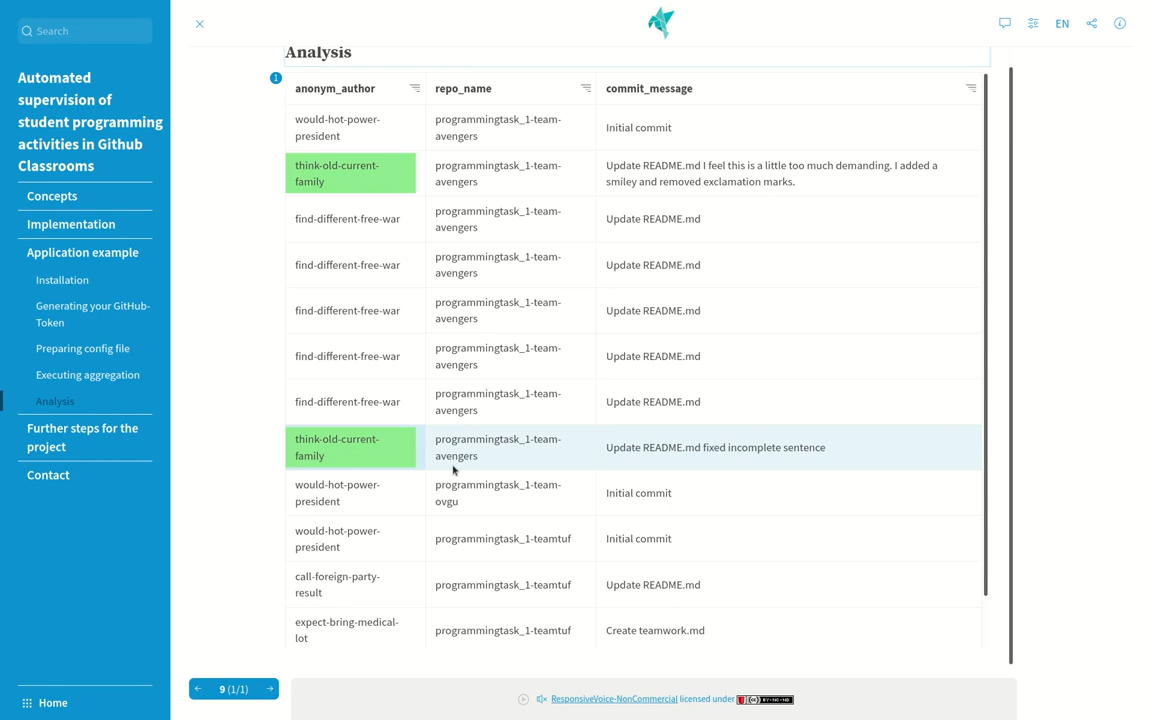 Search
Automated
supervision of
student programming
activities in Github
Classrooms
Concepts
Implementation
Application example
Installation
Generating your GitHub-
Token
Preparing config file
Executing aggregation
Analysis
Further steps for the
project
Contact
Home
EN
Analysis
1
anonym_author repo_name commit_message
would-hot-power-
president
programmingtask_1-team-
avengers
Initial commit
think-old-current-
family
programmingtask_1-team-
avengers
Update README.md I feel this is a little too much demanding. I added a
smiley and removed exclamation marks.
find-different-free-war
programmingtask_1-team-
avengers
Update README.md
find-different-free-war
programmingtask_1-team-
avengers
Update README.md
find-different-free-war
programmingtask_1-team-
avengers
Update README.md
find-different-free-war
programmingtask_1-team-
avengers
Update README.md
find-different-free-war
programmingtask_1-team-
avengers
Update README.md
think-old-current-
family
programmingtask_1-team-
avengers
Update README.md fixed incomplete sentence
would-hot-power-
president
programmingtask_1-team-
ovgu
Initial commit
would-hot-power-
president
programmingtask_1-teamtuf
Initial commit
call-foreign-party-
result
programmingtask_1-teamtuf
Update README.md
expect-bring-medical-
lot
programmingtask_1-teamtuf
Create teamwork.md
9 (1/1)
ResponsiveVoice-NonCommercial licensed under